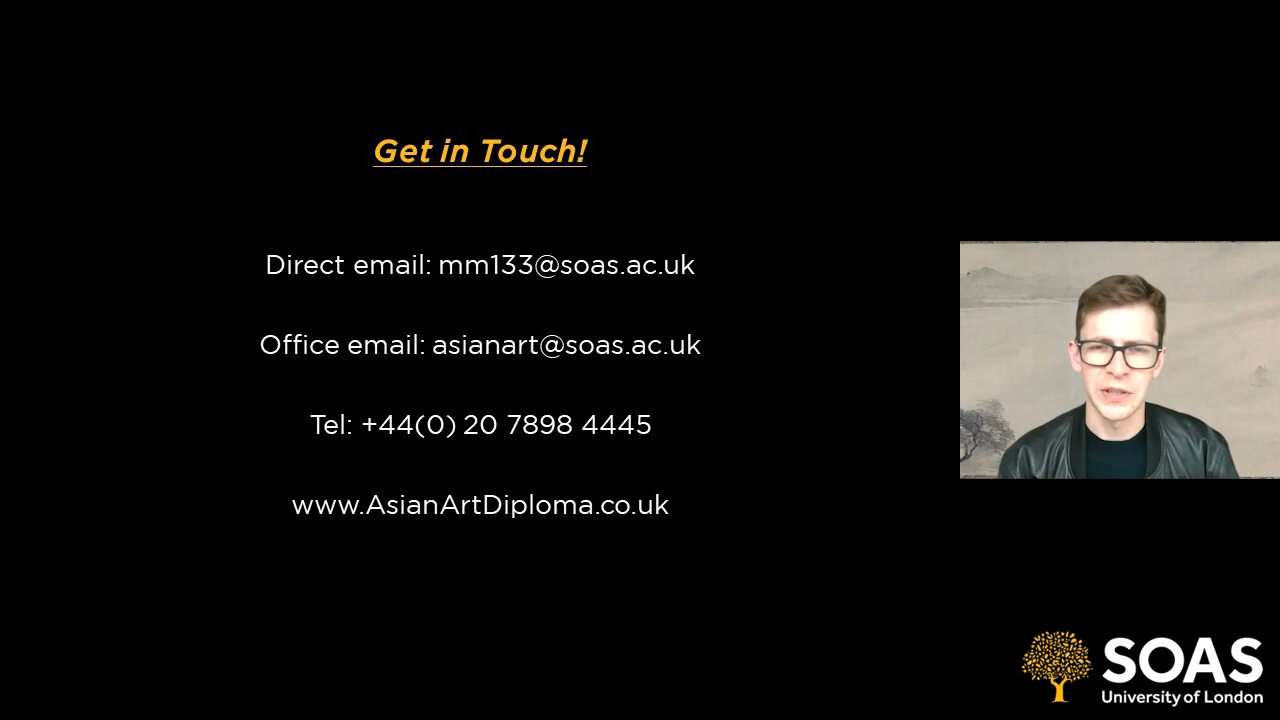 Get in Touch!
Direct email: mm133@soas.ac.uk
Office email: asianart@soas.ac.uk
Tel: +44(0) 20 7898 4445
www.AsianArtDiploma.co.uk
SOAS
University of London